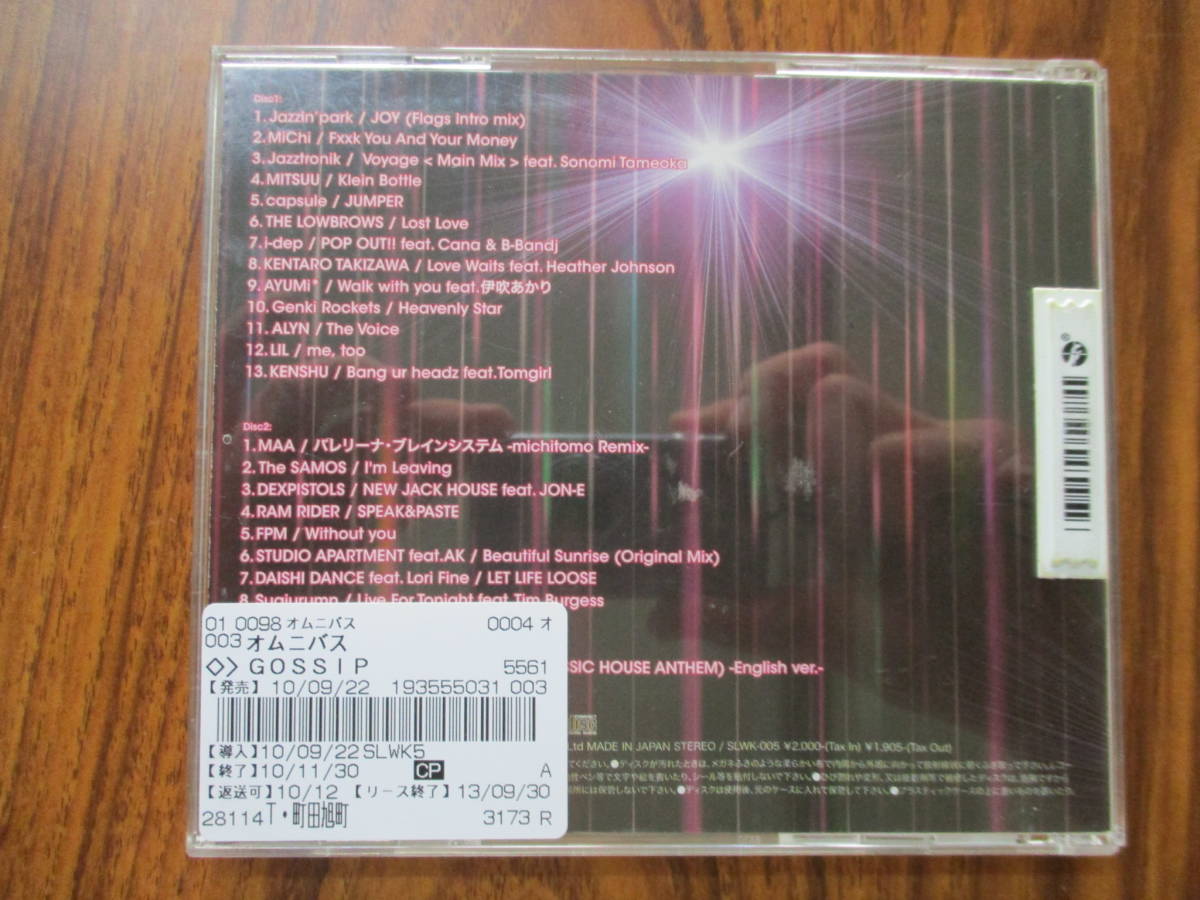 Disc1:
1.Jazzin'park / JOY (Flags Intro mix)
2.MiChi / Fxxk You And Your Money
3.Jazztronik / Voyage < Main Mix > feat. Sonomi Tameoka
4.MITSUU / Klein Bottle
5.capsule / JUMPER
6.THE LOWBROWS / Lost Love
7.i-dep / POP OUT!! feat. Cana & B-Bandj
8.KENTARO TAKIZAWA / Love Waits feat. Heather Johnson
9.AYUMi* / Walk with you feat.伊吹あかり
10.Genki Rockets / Heavenly Star
11.ALYN / The Voice
12.LIL / me, too
13.KENSHU / Bang ur headz feat.Tomgirl
Disc2:
1.MAA / バレリーナ・ブレインシステム -michitomo Remix-
2.The SAMOS / I'm Leaving
3.DEXPISTOLS / NEW JACK HOUSE feat. JON-E
4.RAM RIDER / SPEAK&PASTE
5.FPM / Without you
6.STUDIO APARTMENT feat.AK / Beautiful Sunrise (Original Mix)
7.DAISHI DANCE feat. Lori Fine / LET LIFE LOOSE
8.Sugiurumn / Live For Tonight feat.Tim Burgess
SSIC HOUSE ANTHEM) -English ver.-
Ltd MADE IN JAPAN STEREO / SLWK-005 ¥2,000-(Tax In) ¥1,905-(Tax Out)
01 0098 オムニバス 0004 オ
003 オムニバス
◇> GOSSIP 5561
【発売】 10/09/22 193555031 003
【導入】10/09/22 SLWK5
【終了】10/11/30 CP A
【返送可】10/12 【リース終了】13/09/30
28114T・町田旭町 3173 R